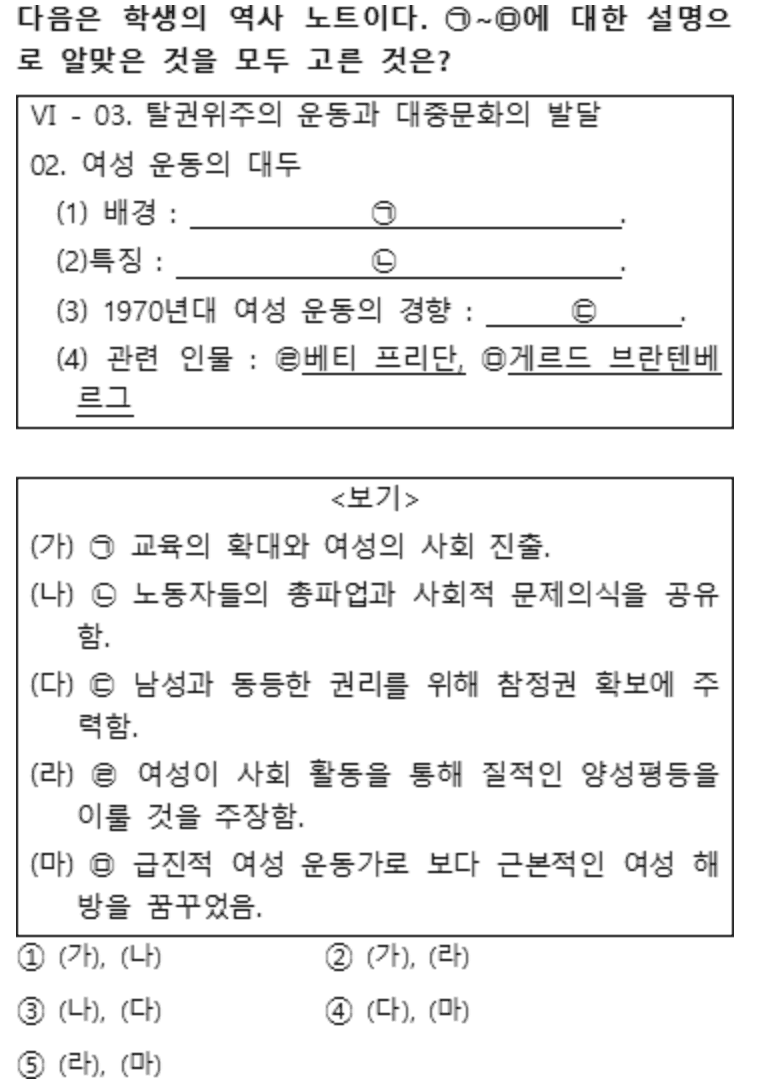 다음은 학생의 역사 노트이다. ㉠~㉤에 대한 설명으
로 알맞은 것을 모두 고른 것은?
Ⅵ - 03. 탈권위주의 운동과 대중문화의 발달
02. 여성 운동의 대두
(1) 배경 : ㉠ .
(2)특징 : ㉡ .
(3) 1970년대 여성 운동의 경향 : ㉢ .
(4) 관련 인물 : ㉣베티 프리단, ㉤게르드 브란텐베
르그
<보기>
(가) ㉠ 교육의 확대와 여성의 사회 진출.
(나) ㉡ 노동자들의 총파업과 사회적 문제의식을 공유
함.
(다) ㉢ 남성과 동등한 권리를 위해 참정권 확보에 주
력함.
(라) ㉣ 여성이 사회 활동을 통해 질적인 양성평등을
이룰 것을 주장함.
(마) ㉤ 급진적 여성 운동가로 보다 근본적인 여성 해
방을 꿈꾸었음.
① (가), (나) ② (가), (라)
③ (나), (다) ④ (다), (마)
⑤ (라), (마)